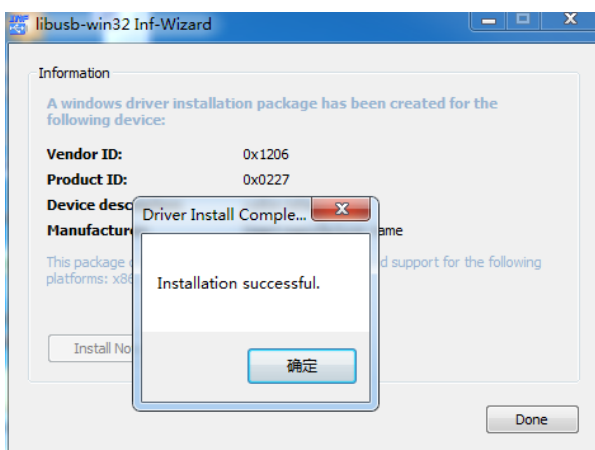 libusb-win32 Inf-Wizard
Information
A windows driver installation package has been created for the
following device:
Vendor ID: 0x1206
Product ID: 0x0227
Device desc
Manufacture ame
This package d support for the following
platforms: x86
Install No
Driver Install Comple...
Installation successful.
确定
Done